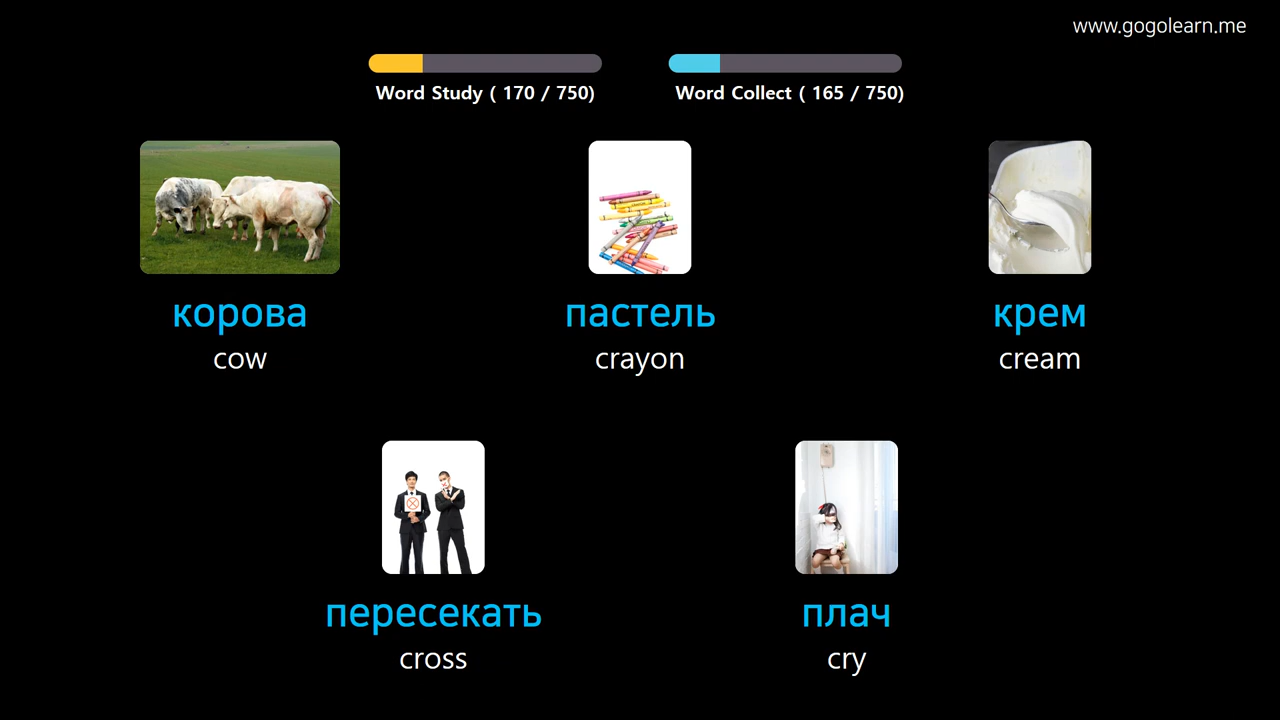 www.gogolearn.me
Word Study ( 170 / 750)
Word Collect ( 165 / 750)
корова
cow
пастель
crayon
крем
cream
пересекать
cross
плач
cry